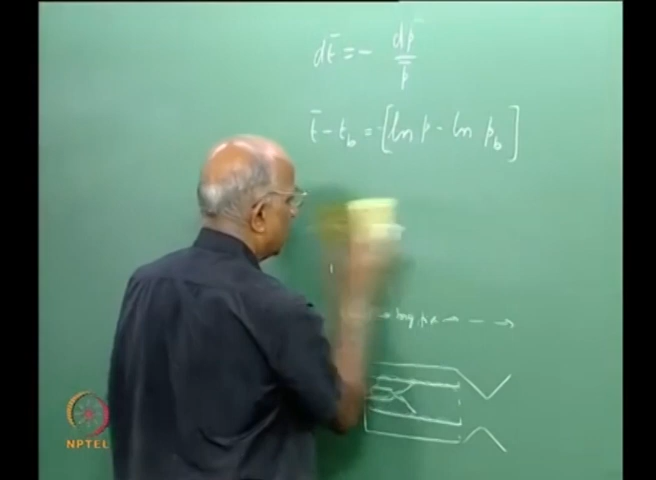 dt̄ = - dp̄ / p̄
t̄ - t_b = -[ln p - ln p_b]
NPTEL